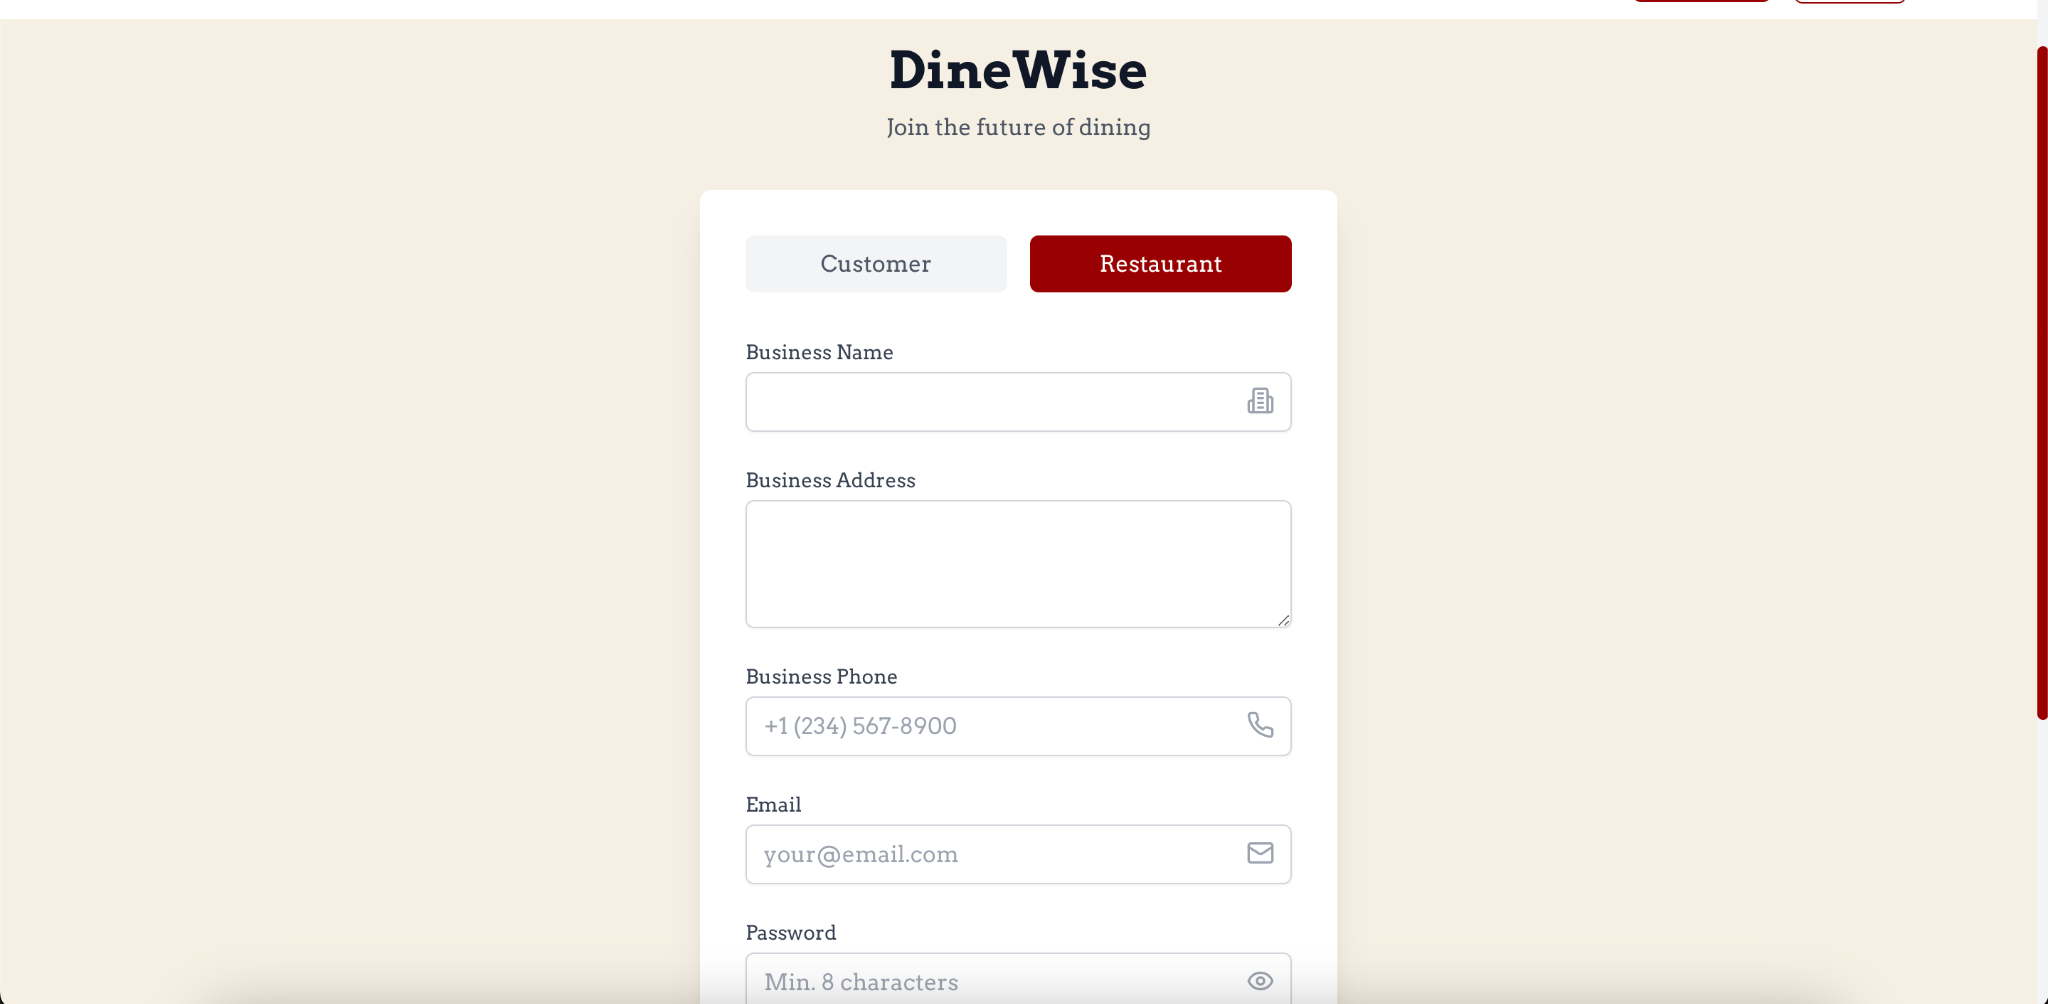 DineWise
Join the future of dining
Customer
Restaurant
Business Name
Business Address
Business Phone
+1 (234) 567-8900
Email
your@email.com
Password
Min. 8 characters